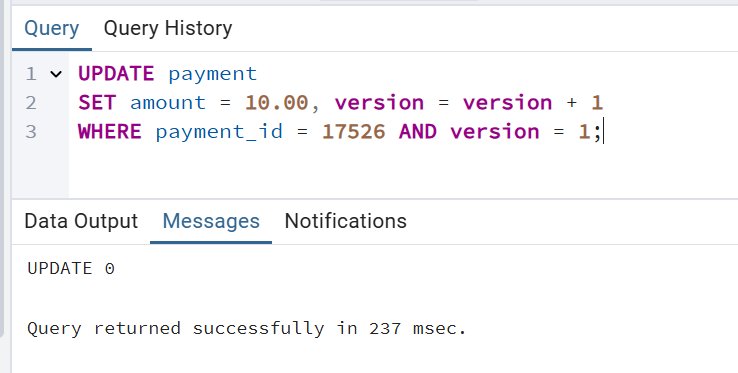 Query Query History
1 UPDATE payment
2 SET amount = 10.00, version = version + 1
3 WHERE payment_id = 17526 AND version = 1;
Data Output Messages Notifications
UPDATE 0
Query returned successfully in 237 msec.